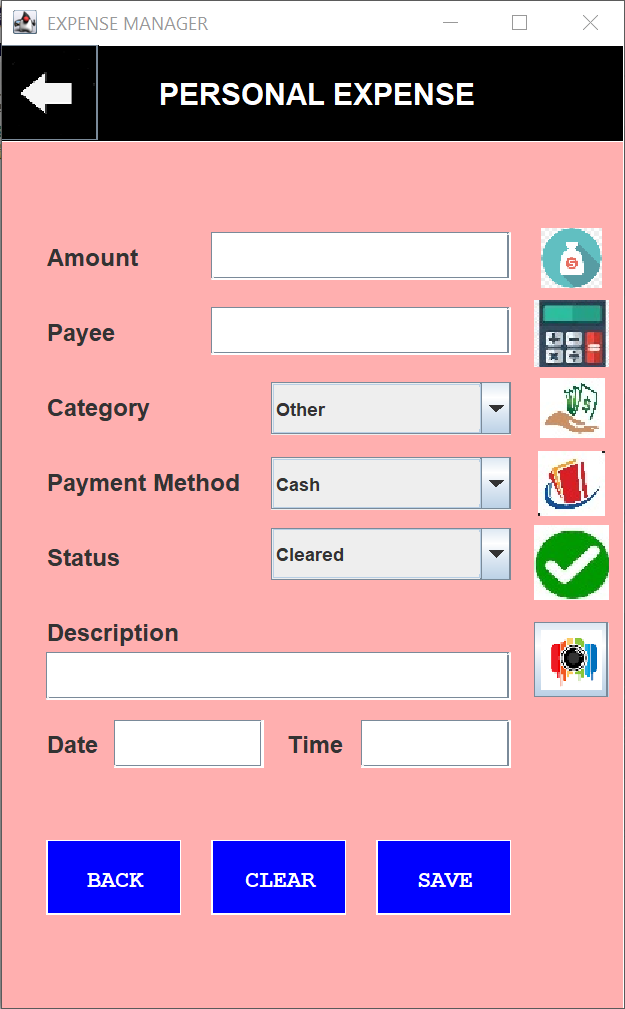 EXPENSE MANAGER
PERSONAL EXPENSE
Amount
Payee
Category Other
Payment Method Cash
Status Cleared
Description
Date Time
BACK CLEAR SAVE